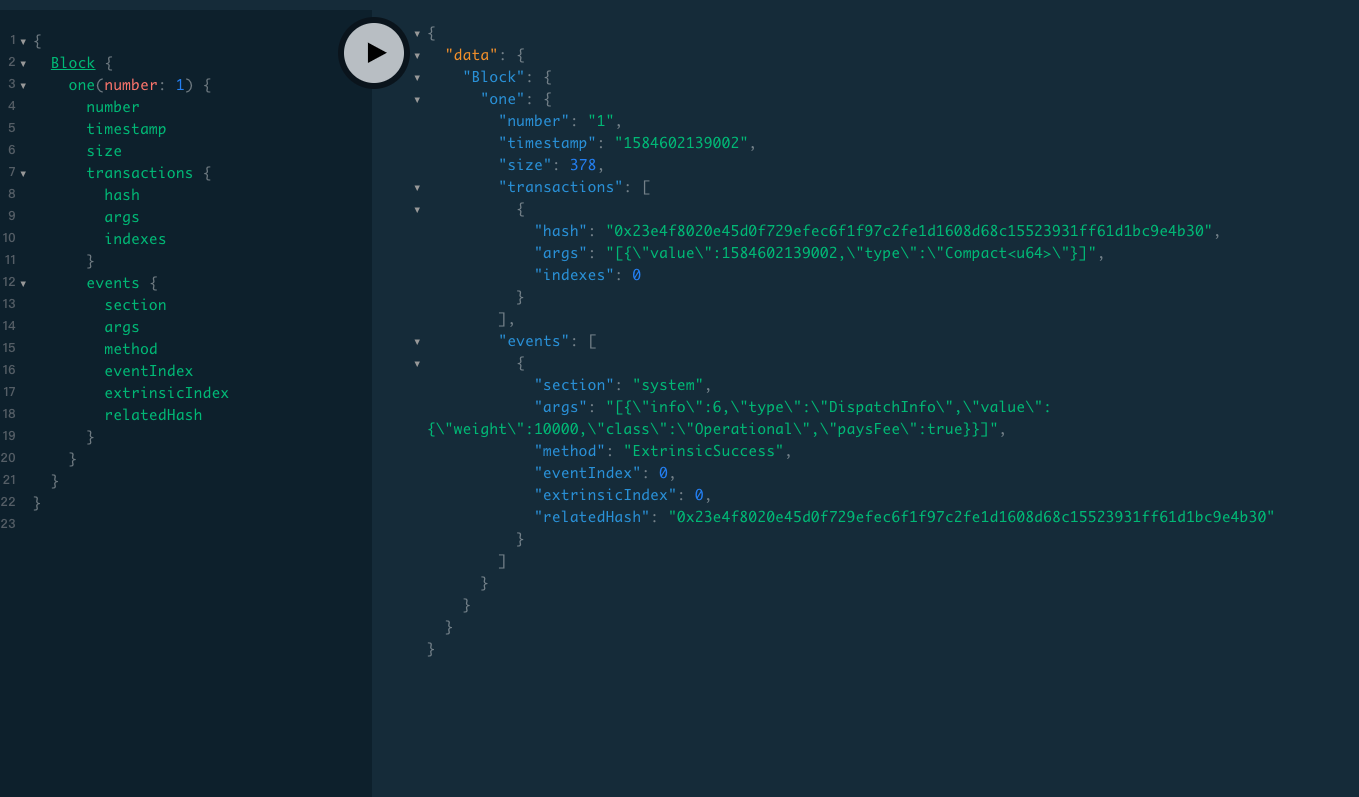 1 {
2 Block {
3 one(number: 1) {
4 number
5 timestamp
6 size
7 transactions {
8 hash
9 args
10 indexes
11 }
12 events {
13 section
14 args
15 method
16 eventIndex
17 extrinsicIndex
18 relatedHash
19 }
20 }
21 }
22 }
23
{
"data": {
"Block": {
"one": {
"number": "1",
"timestamp": "1584602139002",
"size": 378,
"transactions": [
{
"hash": "0x23e4f8020e45d0f729efec6f1f97c2fe1d1608d68c15523931ff61d1bc9e4b30",
"args": "[{\"value\":1584602139002,\"type\":\"Compact<u64>\"}]",
"indexes": 0
}
],
"events": [
{
"section": "system",
"args": "[{\"info\":6,\"type\":\"DispatchInfo\",\"value\":
{\"weight\":10000,\"class\":\"Operational\",\"paysFee\":true}}]",
"method": "ExtrinsicSuccess",
"eventIndex": 0,
"extrinsicIndex": 0,
"relatedHash": "0x23e4f8020e45d0f729efec6f1f97c2fe1d1608d68c15523931ff61d1bc9e4b30"
}
]
}
}
}
}